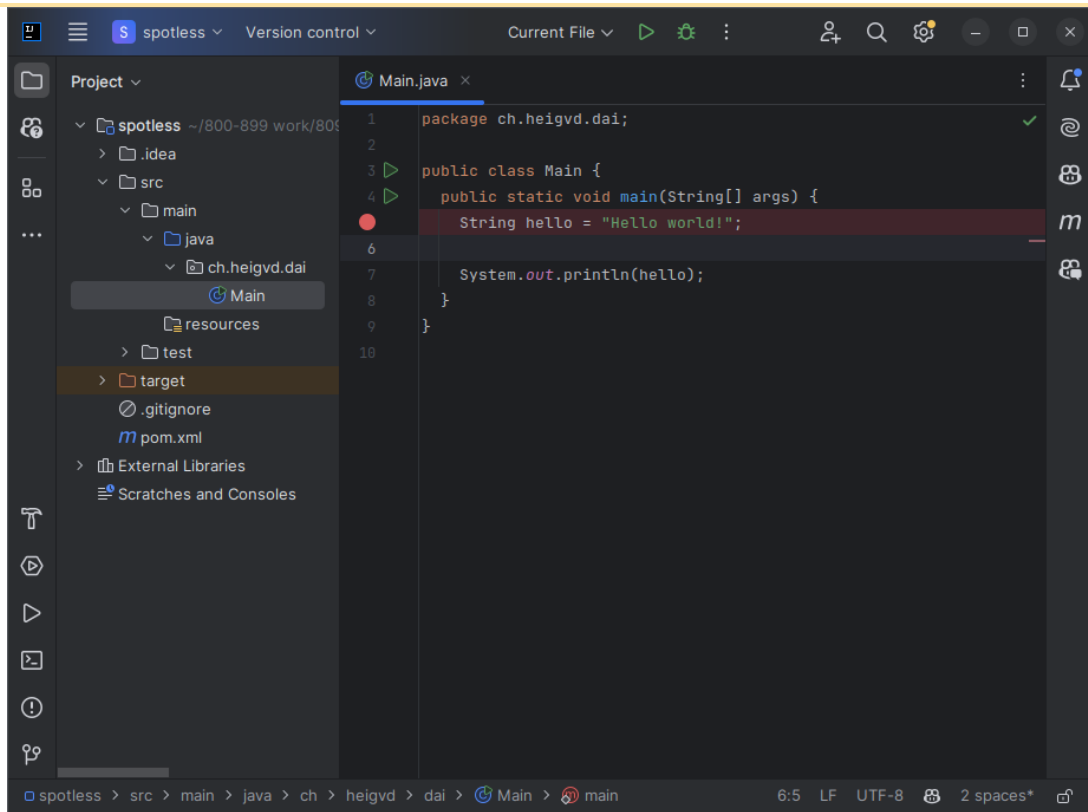 IJ
S spotless Version control Current File
Project
Main.java
spotless ~/800-899 work/809
.idea
src
main
java
ch.heigvd.dai
Main
resources
test
target
.gitignore
m pom.xml
External Libraries
Scratches and Consoles
1 package ch.heigvd.dai;
2
3 public class Main {
4 public static void main(String[] args) {
String hello = "Hello world!";
6
7 System.out.println(hello);
8 }
9 }
10
m
spotless > src > main > java > ch > heigvd > dai > Main > m main 6:5 LF UTF-8 2 spaces*